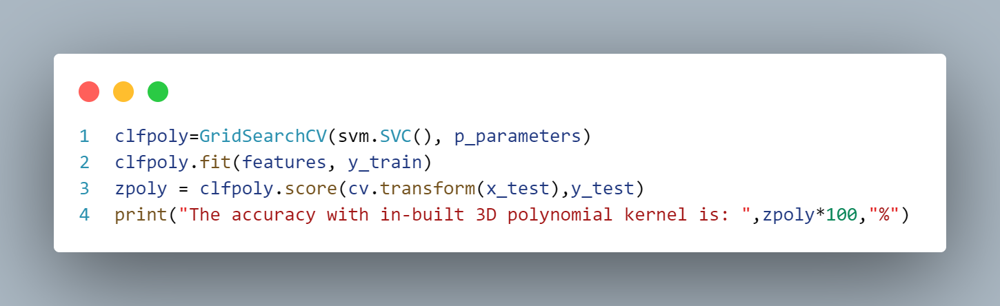 1 clfpoly=GridSearchCV(svm.SVC(), p_parameters)
2 clfpoly.fit(features, y_train)
3 zpoly = clfpoly.score(cv.transform(x_test),y_test)
4 print("The accuracy with in-built 3D polynomial kernel is: ",zpoly*100,"%")